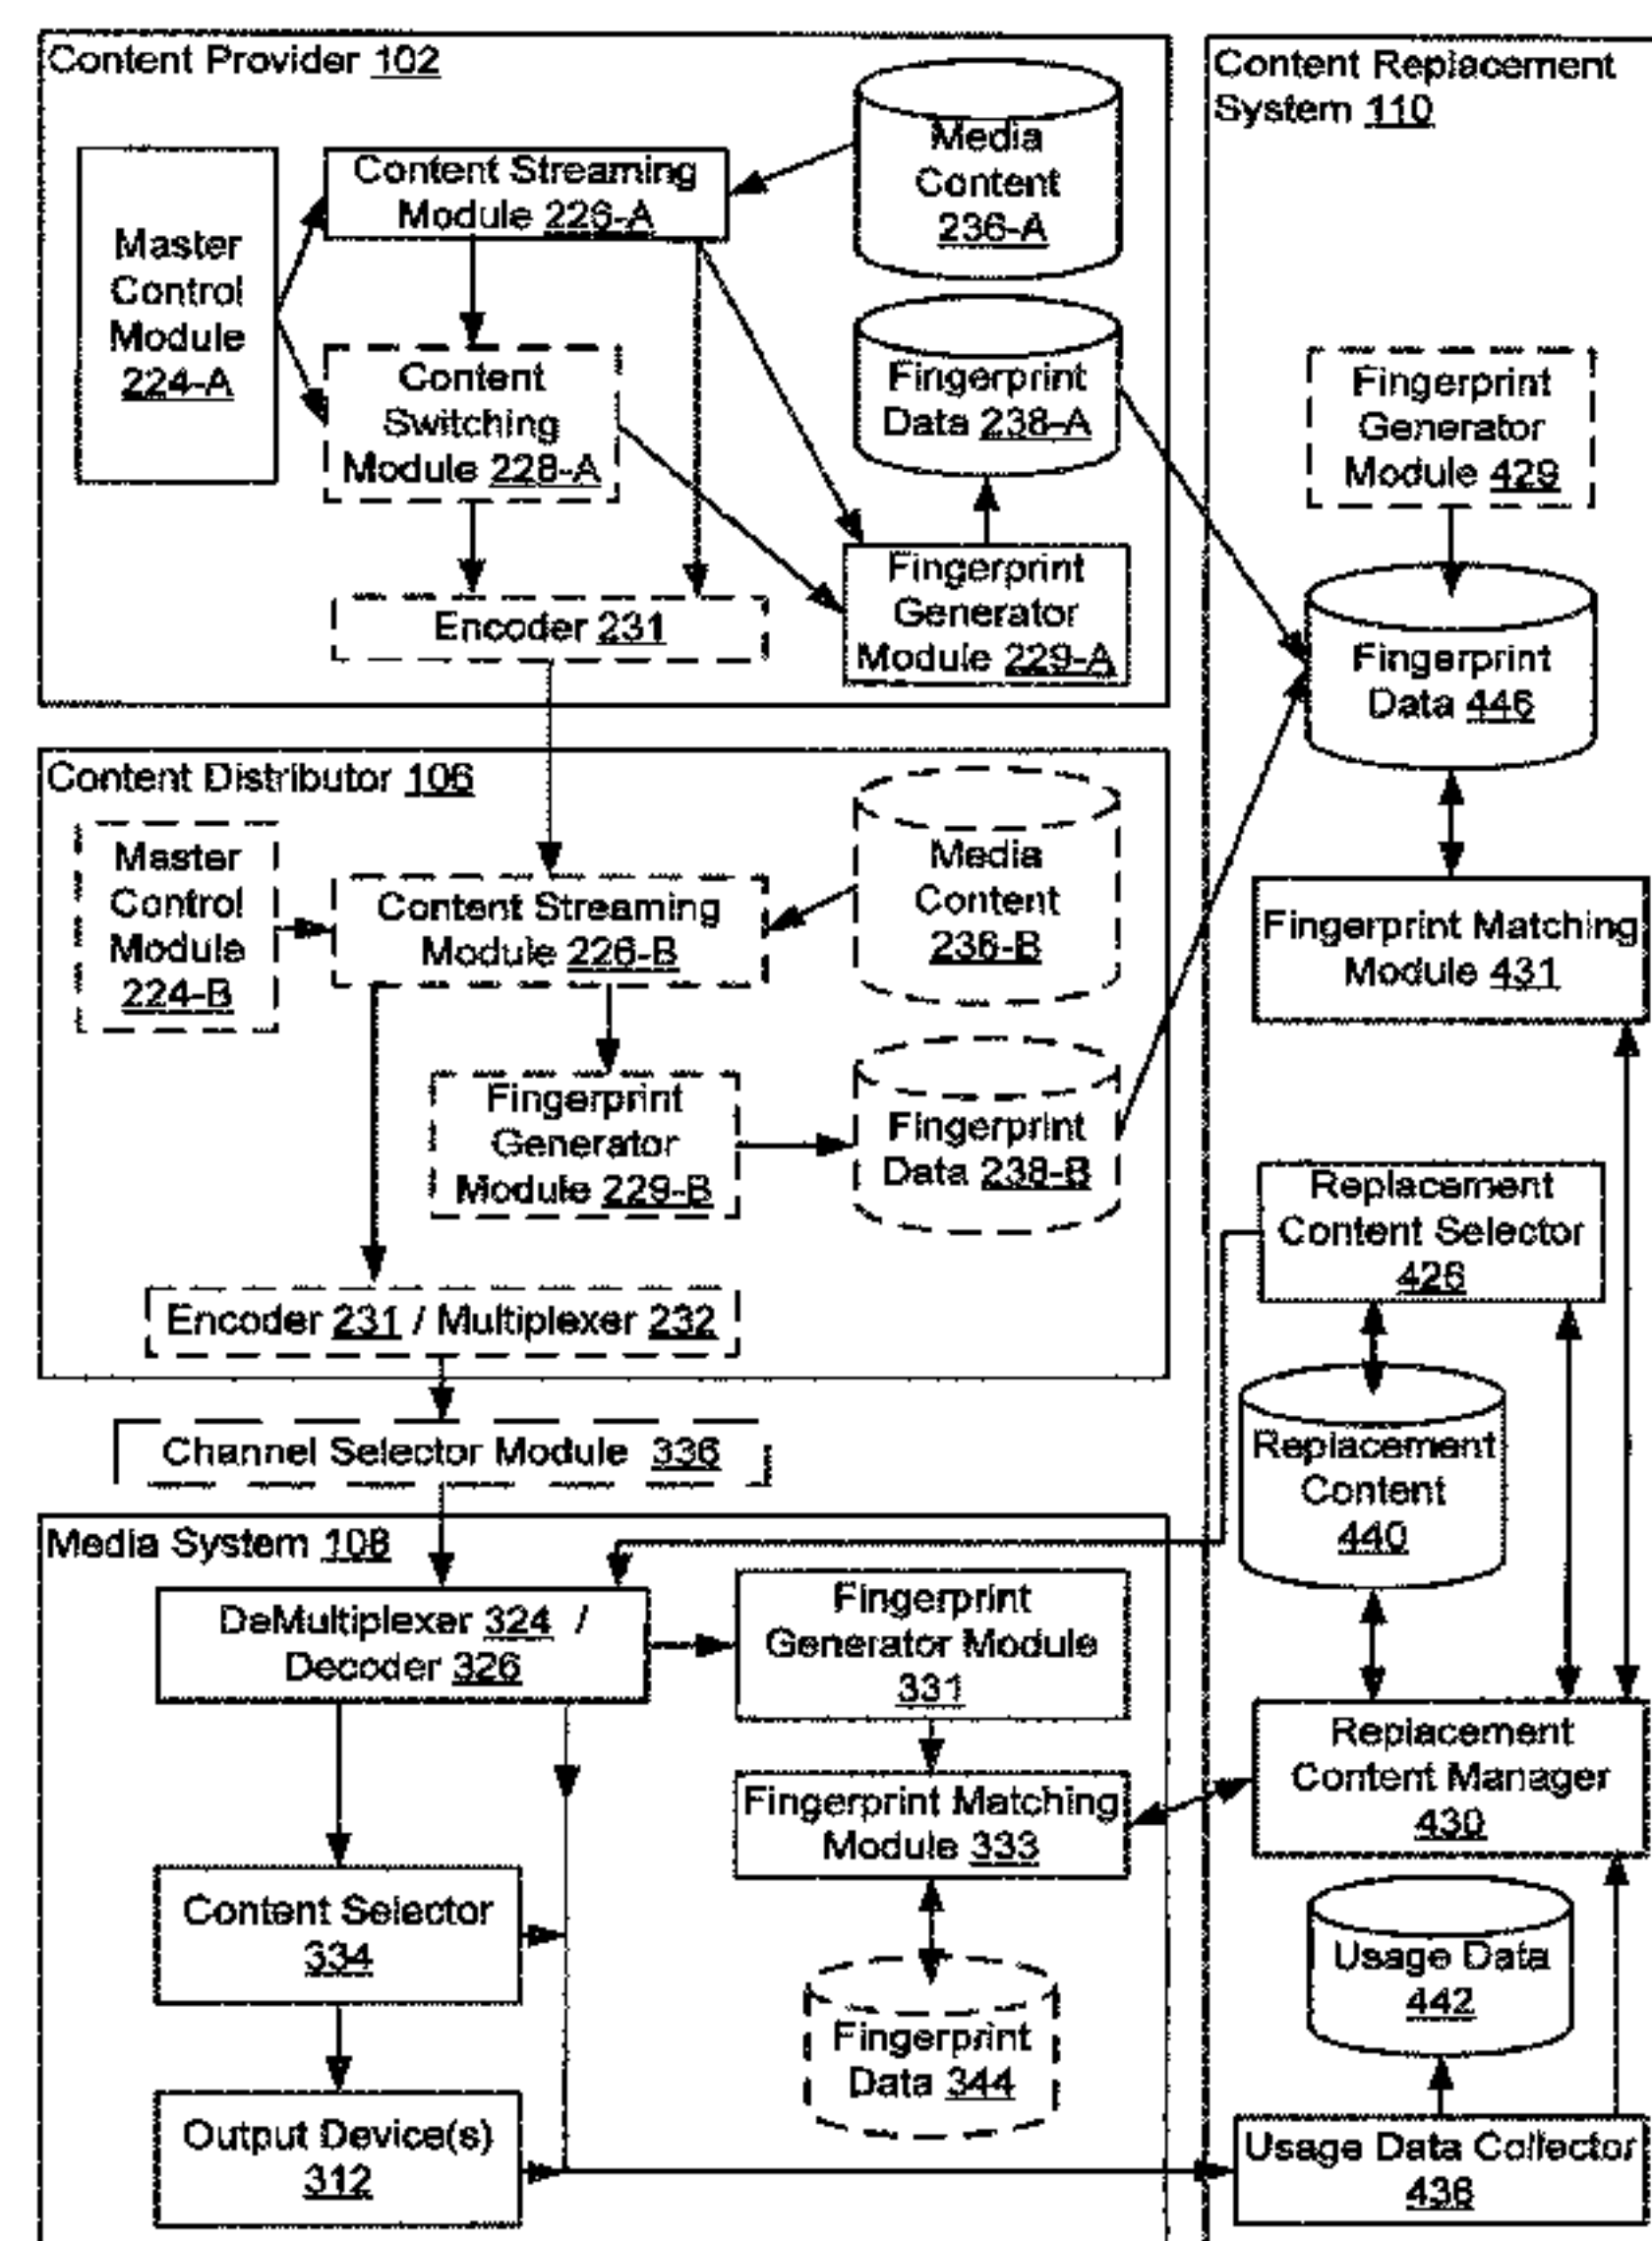 Content Provider 102
Master
Control
Module
224-A
Content Streaming
Module 226-A
Media
Content
236-A
Content
Switching
Module 228-A
Fingerprint
Data 238-A
Encoder 231
Fingerprint
Generator
Module 229-A
Content Distributor 106
Master
Control
Module
224-B
Content Streaming
Module 226-B
Media
Content
236-B
Fingerprint
Generator
Module 229-B
Fingerprint
Data 238-B
Encoder 231 / Multiplexer 232
Channel Selector Module 336
Media System 108
DeMultiplexer 324 /
Decoder 326
Fingerprint
Generator Module
331
Fingerprint Matching
Module 333
Content Selector
334
Fingerprint
Data 344
Output Device(s)
312
Content Replacement
System 110
Fingerprint
Generator
Module 429
Fingerprint
Data 446
Fingerprint Matching
Module 431
Replacement
Content Selector
426
Replacement
Content
440
Replacement
Content Manager
430
Usage Data
442
Usage Data Collector
436